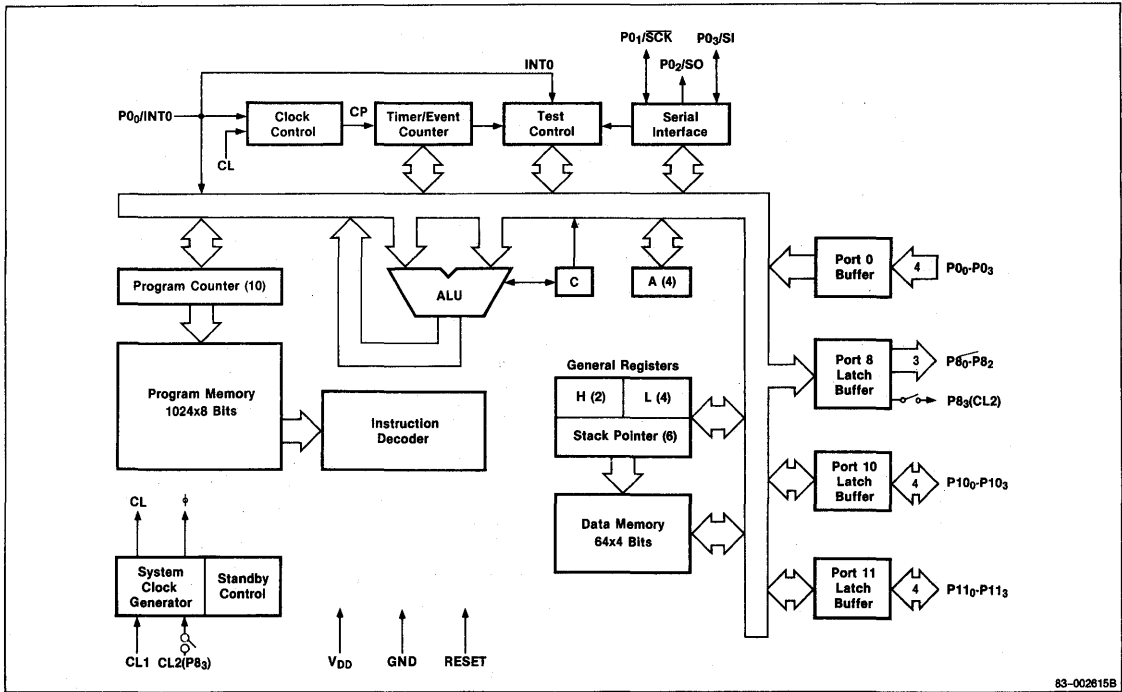 P0₁/S̅C̅K̅
P0₃/SI
P0₂/SO
INT0
P0₀/INT0
Clock
Control
CP
Timer/Event
Counter
Test
Control
Serial
Interface
CL
Program Counter (10)
ALU
C
A (4)
Port 0
Buffer
4
P0₀-P0₃
Program Memory
1024x8 Bits
Instruction
Decoder
General Registers
H (2)
L (4)
Stack Pointer (6)
Port 8
Latch
Buffer
3
P8₀-P8₂
P8₃(CL2)
Data Memory
64x4 Bits
Port 10
Latch
Buffer
4
P10₀-P10₃
CL
ϕ
System
Clock
Generator
Standby
Control
Port 11
Latch
Buffer
4
P11₀-P11₃
CL1
CL2(P8₃)
V_DD
GND
RESET
83-002615B